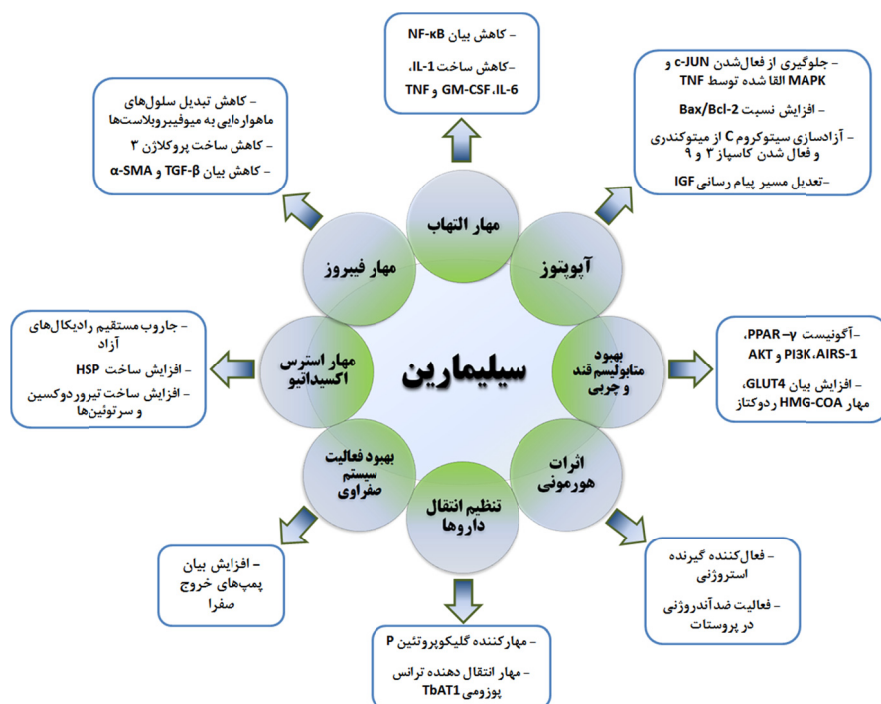 - کاهش بیان NF-κB
- کاهش ساخت IL-1،
IL-6، GM-CSF و TNF
- جلوگیری از فعال‌شدن c-JUN و
MAPK القا شده توسط TNF
- افزایش نسبت Bax/Bcl-2
- آزادسازی سیتوکروم C از میتوکندری
و فعال شدن کاسپاز ۳ و ۹
-تعدیل مسیر پیام رسانی IGF
- کاهش تبدیل سلول‌های
ماهواره‌ایی به میوفیبروبلاست‌ها
- کاهش ساخت پروکلاژن ۳
- کاهش بیان TGF-β و α-SMA
مهار التهاب
آپوپتوز
مهار فیبروز
-آگونیست PPAR-γ،
AIRS-1، PI3K و AKT
- افزایش بیان GLUT4،
مهار HMG-COA ردوکتاز
بهبود
متابولیسم قند
و چربی
سیلیمارین
مهار استرس
اکسیداتیو
- جاروب مستقیم رادیکال‌های
آزاد
- افزایش ساخت HSP
- افزایش ساخت تیروردوکسین
و سرتوئین‌ها
اثرات
هورمونی
تنظیم انتقال
داروها
بهبود فعالیت
سیستم
صفراوی
- فعال‌کننده گیرنده
استروژنی
- فعالیت ضدآندروژنی
در پروستات
- مهارکننده گلیکوپروتئین P
- مهار انتقال دهنده ترانس
پوزومی TbAT1
- افزایش بیان
پمپ‌های خروج
صفرا